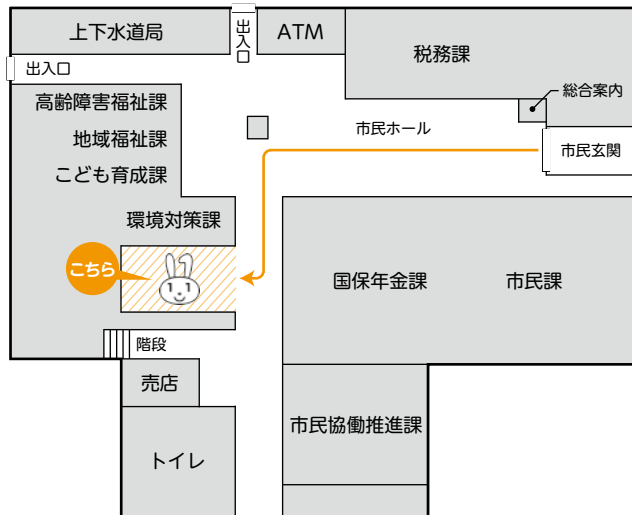 上下水道局
出入口
ATM
税務課
出入口
総合案内
高齢障害福祉課
地域福祉課
こども育成課
市民ホール
市民玄関
環境対策課
こちら
国保年金課
市民課
階段
売店
市民協働推進課
トイレ